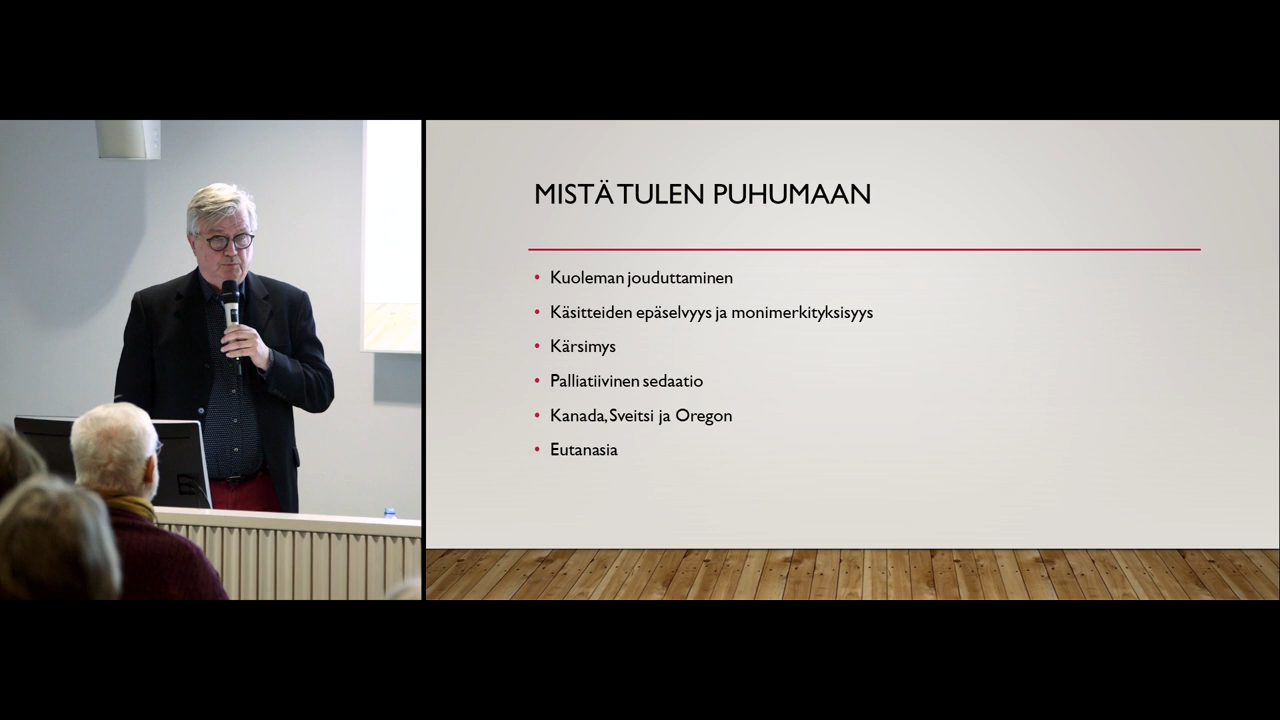 MISTÄ TULEN PUHUMAAN
• Kuoleman jouduttaminen
• Käsitteiden epäselvyys ja monimerkityksisyys
• Kärsimys
• Palliatiivinen sedaatio
• Kanada, Sveitsi ja Oregon
• Eutanasia